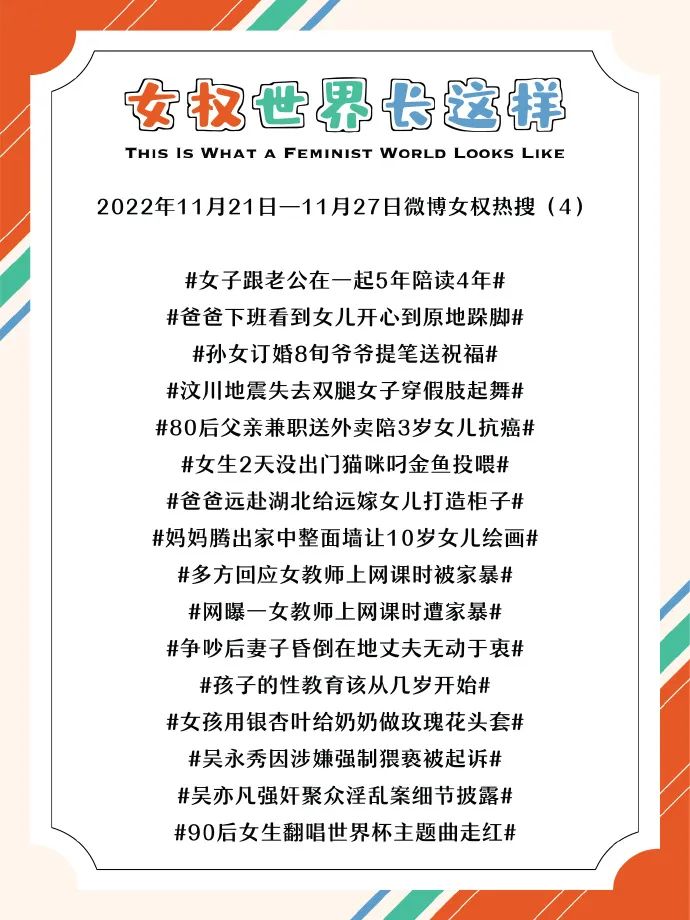 女权世界长这样
THIS IS WHAT A FEMINIST WORLD LOOKS LIKE
2022年11月21日—11月27日微博女权热搜（4）
#女子跟老公在一起5年陪读4年#
#爸爸下班看到女儿开心到原地跺脚#
#孙女订婚8旬爷爷提笔送祝福#
#汶川地震失去双腿女子穿假肢起舞#
#80后父亲兼职送外卖陪3岁女儿抗癌#
#女生2天没出门猫咪叼金鱼投喂#
#爸爸远赴湖北给远嫁女儿打造柜子#
#妈妈腾出家中整面墙让10岁女儿绘画#
#多方回应女教师上网课时被家暴#
#网曝一女教师上网课时遭家暴#
#争吵后妻子昏倒在地丈夫无动于衷#
#孩子的性教育该从几岁开始#
#女孩用银杏叶给奶奶做玫瑰花头套#
#吴永秀因涉嫌强制猥亵被起诉#
#吴亦凡强奸聚众淫乱案细节披露#
#90后女生翻唱世界杯主题曲走红#